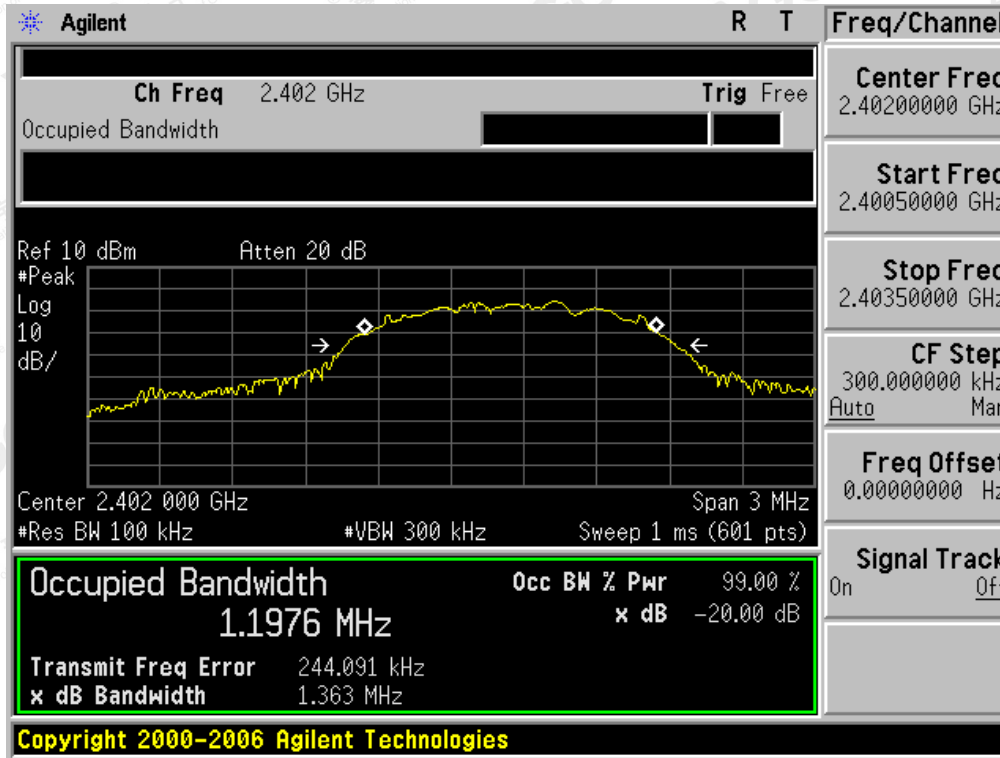 Agilent R T Freq/Channel
Ch Freq 2.402 GHz Trig Free
Occupied Bandwidth
Center Freq
2.40200000 GHz
Start Freq
2.40050000 GHz
Stop Freq
2.40350000 GHz
CF Step
300.000000 kHz
Auto Man
Freq Offset
0.00000000 Hz
Signal Track
On Off
Ref 10 dBm Atten 20 dB
#Peak
Log
10
dB/
Center 2.402 000 GHz Span 3 MHz
#Res BW 100 kHz #VBW 300 kHz Sweep 1 ms (601 pts)
Occupied Bandwidth
1.1976 MHz
Occ BW % Pwr 99.00 %
x dB -20.00 dB
Transmit Freq Error 244.091 kHz
x dB Bandwidth 1.363 MHz
Copyright 2000-2006 Agilent Technologies